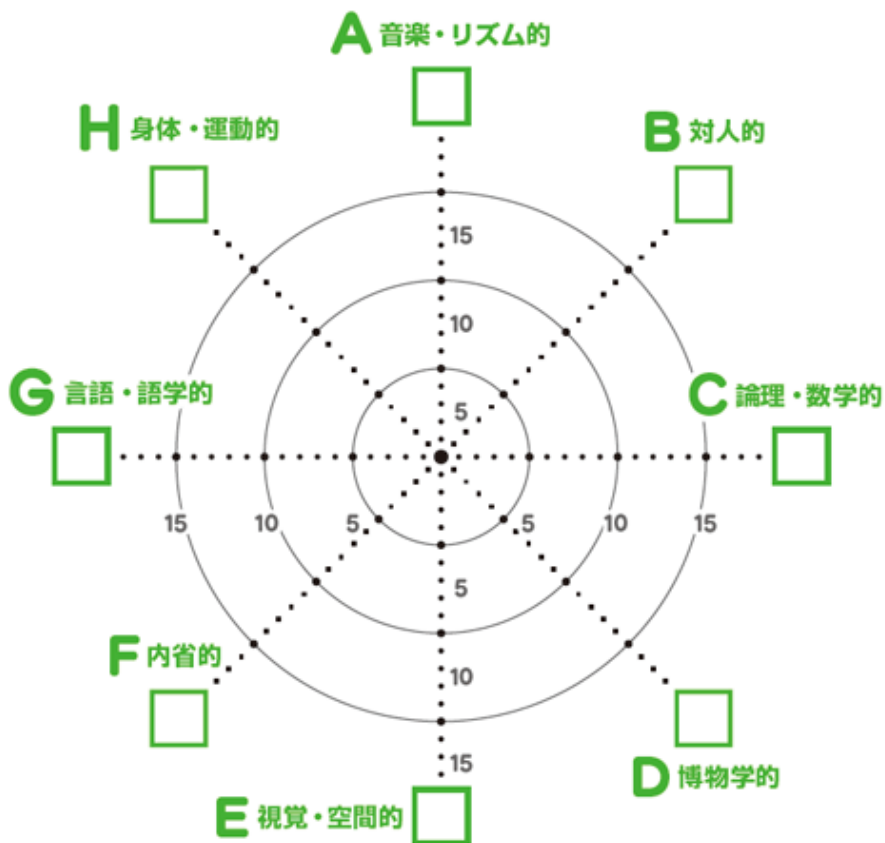 A 音楽・リズム的
H 身体・運動的
B 対人的
15
10
G 言語・語学的
C 論理・数学的
5
15 10 5 5 10 15
5
F 内省的
10
15
D 博物学的
E 視覚・空間的